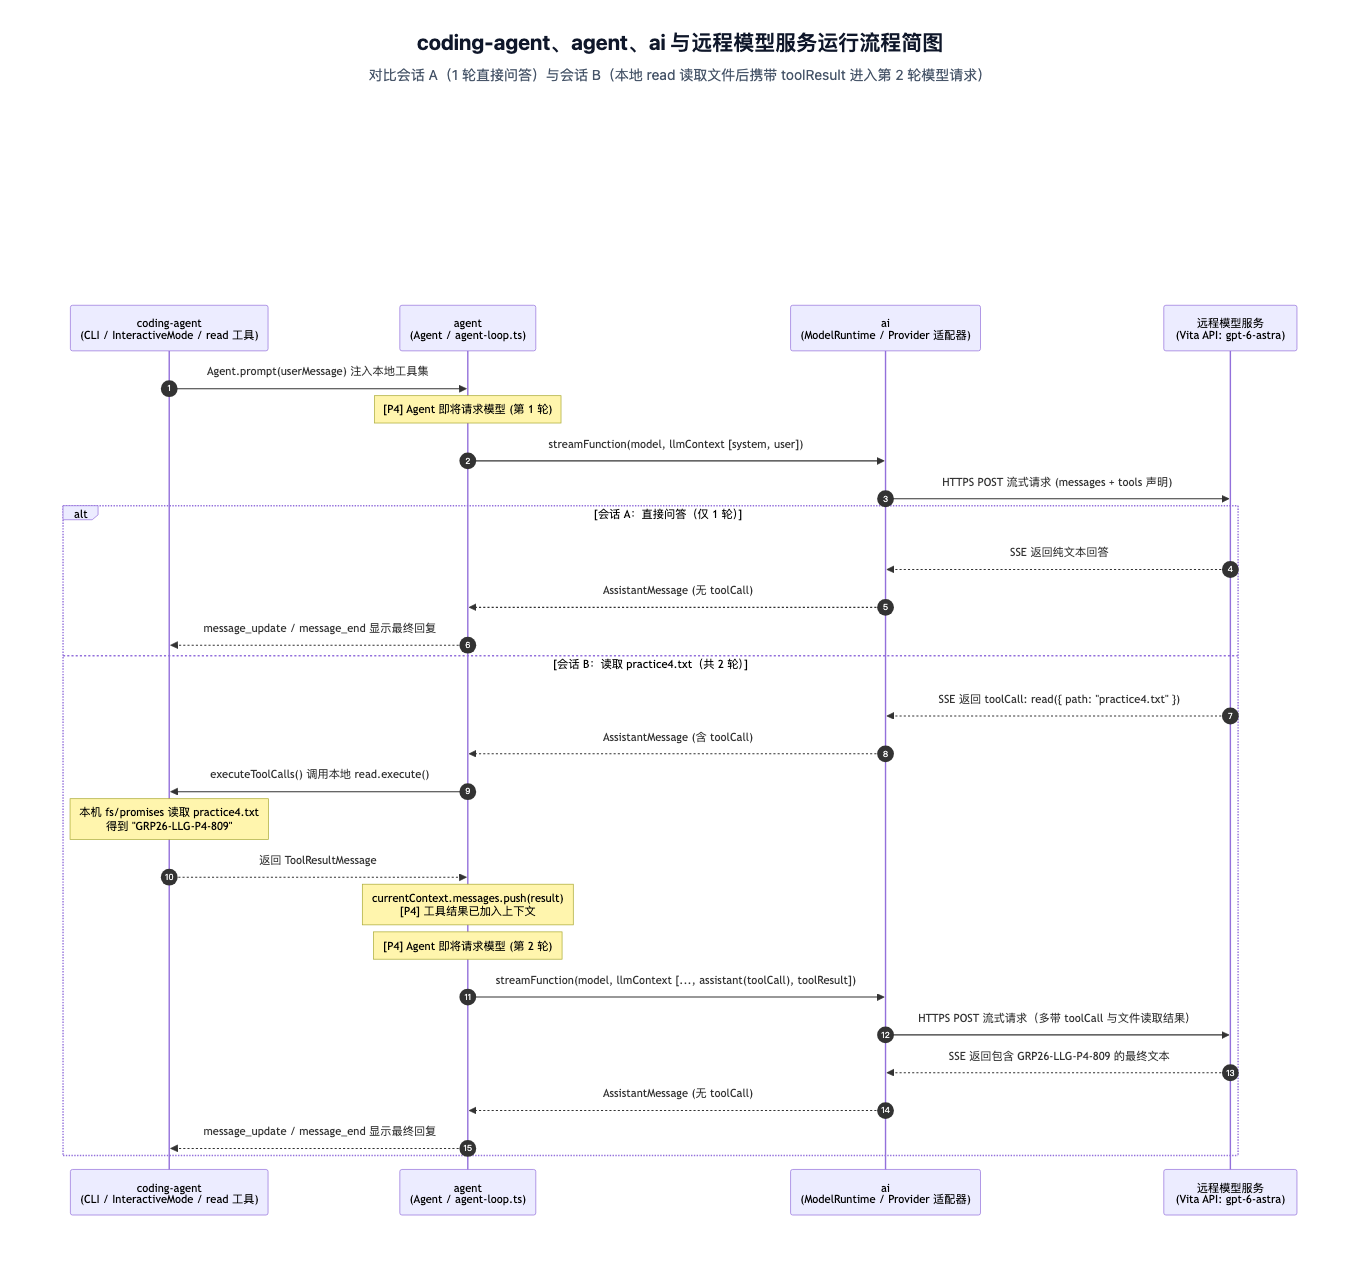 coding-agent、agent、ai 与远程模型服务运行流程简图
对比会话 A（1 轮直接问答）与会话 B（本地 read 读取文件后携带 toolResult 进入第 2 轮模型请求）
coding-agent
(CLI / InteractiveMode / read 工具)
agent
(Agent / agent-loop.ts)
ai
(ModelRuntime / Provider 适配器)
远程模型服务
(Vita API: gpt-6-astra)
Agent.prompt(userMessage) 注入本地工具集
1
[P4] Agent 即将请求模型 (第 1 轮)
streamFunction(model, llmContext [system, user])
2
HTTPS POST 流式请求 (messages + tools 声明)
3
alt
[会话 A：直接问答（仅 1 轮）]
SSE 返回纯文本回答
4
AssistantMessage (无 toolCall)
5
message_update / message_end 显示最终回复
6
[会话 B：读取 practice4.txt（共 2 轮）]
SSE 返回 toolCall: read({ path: "practice4.txt" })
7
AssistantMessage (含 toolCall)
8
executeToolCalls() 调用本地 read.execute()
9
本机 fs/promises 读取 practice4.txt
得到 "GRP26-LLG-P4-809"
返回 ToolResultMessage
10
currentContext.messages.push(result)
[P4] 工具结果已加入上下文
[P4] Agent 即将请求模型 (第 2 轮)
streamFunction(model, llmContext [..., assistant(toolCall), toolResult])
11
HTTPS POST 流式请求（多带 toolCall 与文件读取结果）
12
SSE 返回包含 GRP26-LLG-P4-809 的最终文本
13
AssistantMessage (无 toolCall)
14
message_update / message_end 显示最终回复
15
coding-agent
(CLI / InteractiveMode / read 工具)
agent
(Agent / agent-loop.ts)
ai
(ModelRuntime / Provider 适配器)
远程模型服务
(Vita API: gpt-6-astra)